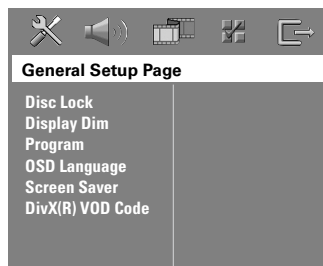 General Setup Page
Disc Lock
Display Dim
Program
OSD Language
Screen Saver
DivX(R) VOD Code